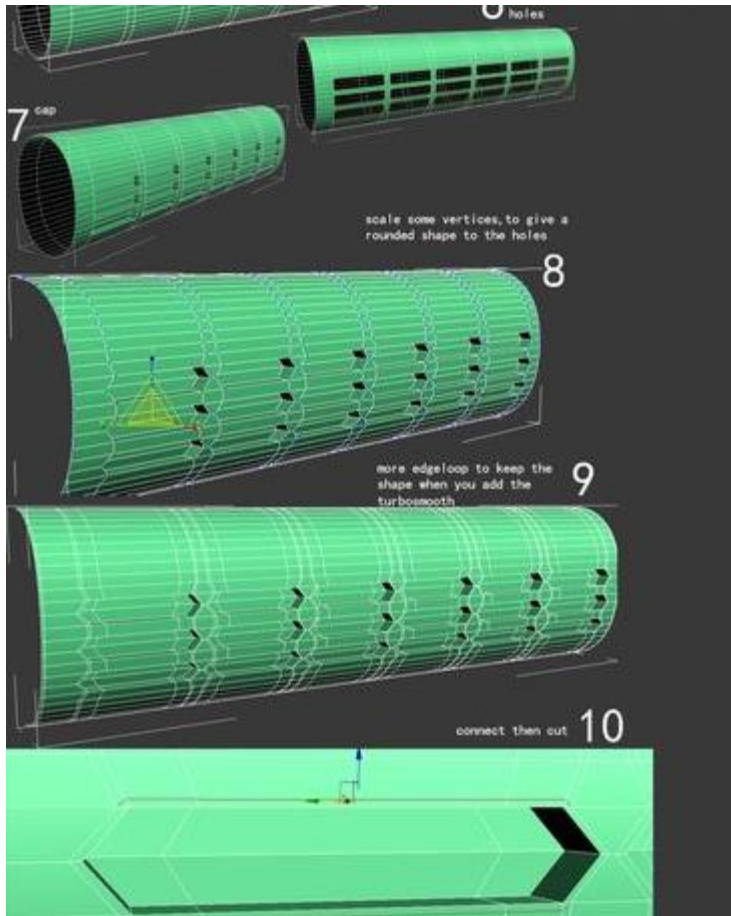 6 holes
7 cap
scale some vertices,to give a
rounded shape to the holes
8
more edgeloop to keep the
shape when you add the
turbosmooth
9
connect then cut 10